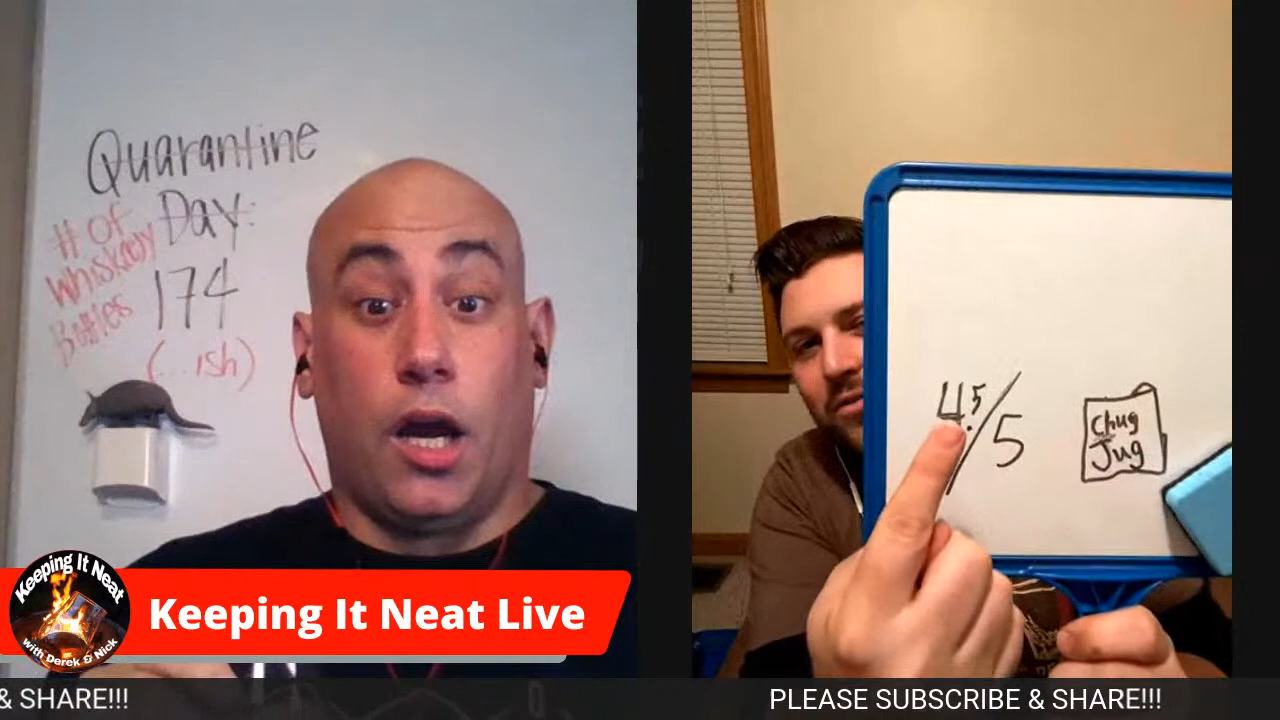 Quarantine
Day:
174
(...ish)
# of
Whiskey
Bottles
4.5/5
Chug
Jug
Keeping It Neat
with Derek & Nick
Keeping It Neat Live
& SHARE!!!
PLEASE SUBSCRIBE & SHARE!!!